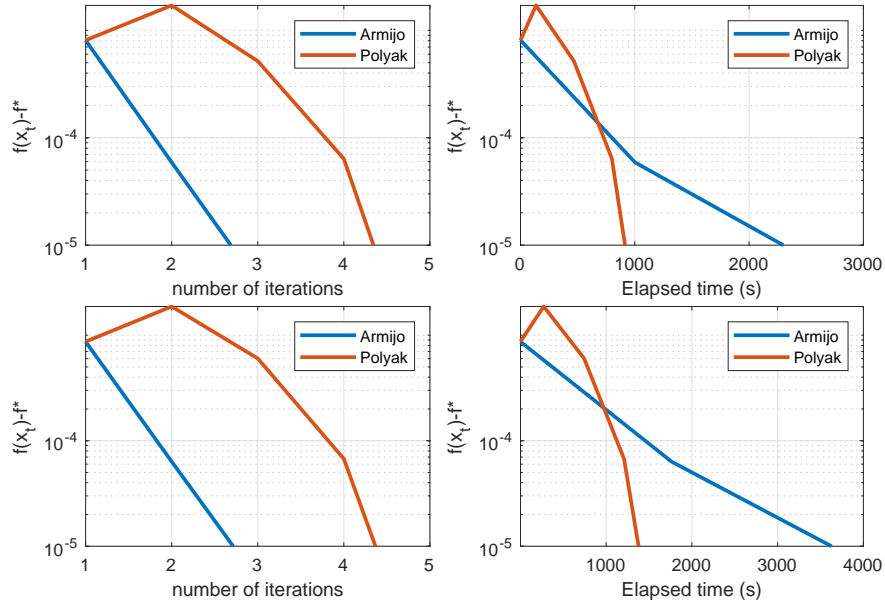 f(x_t)-f*
10^-4
10^-5
Armijo
Polyak
1 2 3 4 5
number of iterations
f(x_t)-f*
10^-4
10^-5
Armijo
Polyak
0 1000 2000 3000
Elapsed time (s)
f(x_t)-f*
10^-4
10^-5
Armijo
Polyak
1 2 3 4 5
number of iterations
f(x_t)-f*
10^-4
10^-5
Armijo
Polyak
1000 2000 3000 4000
Elapsed time (s)